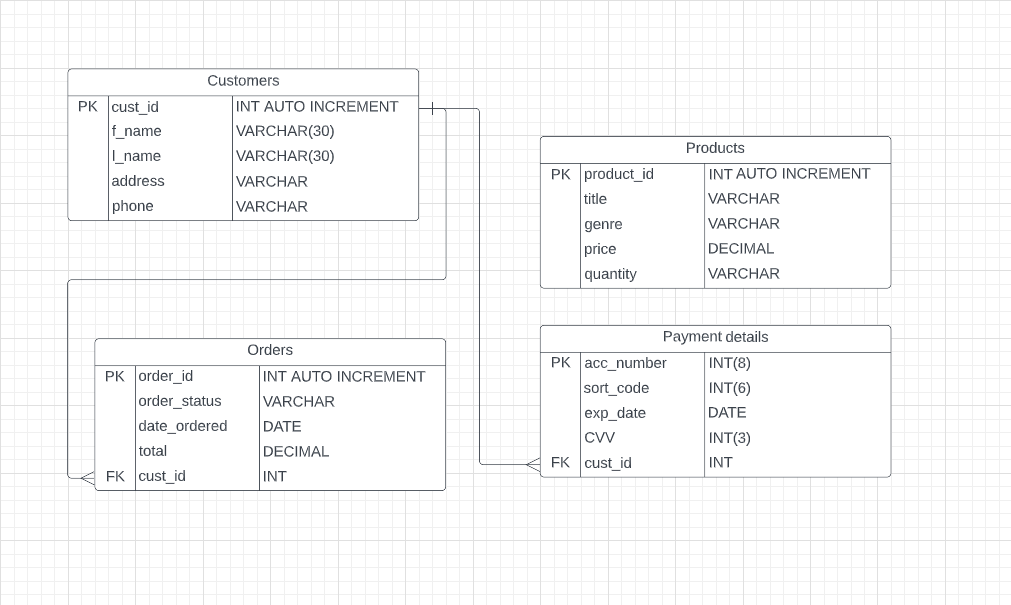 Customers
PK cust_id INT AUTO INCREMENT
f_name VARCHAR(30)
l_name VARCHAR(30)
address VARCHAR
phone VARCHAR
Products
PK product_id INT AUTO INCREMENT
title VARCHAR
genre VARCHAR
price DECIMAL
quantity VARCHAR
Orders
PK order_id INT AUTO INCREMENT
order_status VARCHAR
date_ordered DATE
total DECIMAL
FK cust_id INT
Payment details
PK acc_number INT(8)
sort_code INT(6)
exp_date DATE
CVV INT(3)
FK cust_id INT